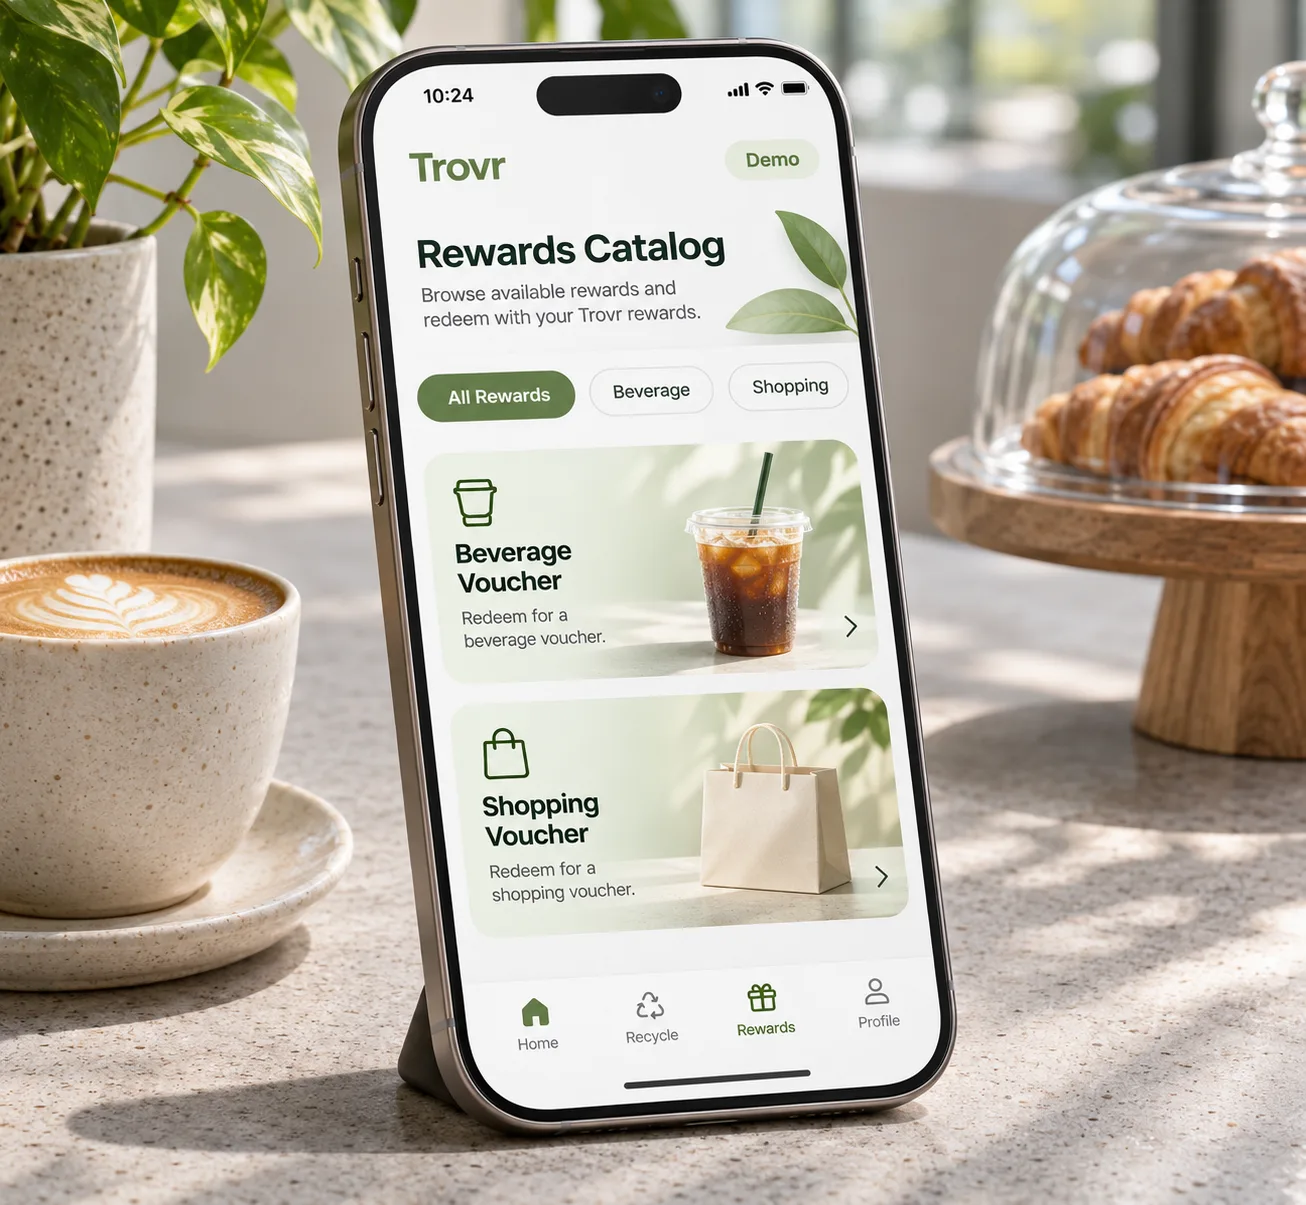 10:24
Trovr
Demo
Rewards Catalog
Browse available rewards and
redeem with your Trovr rewards.
All Rewards
Beverage
Shopping
Beverage
Voucher
Redeem for a
beverage voucher.
Shopping
Voucher
Redeem for a
shopping voucher.
Home
Recycle
Rewards
Profile